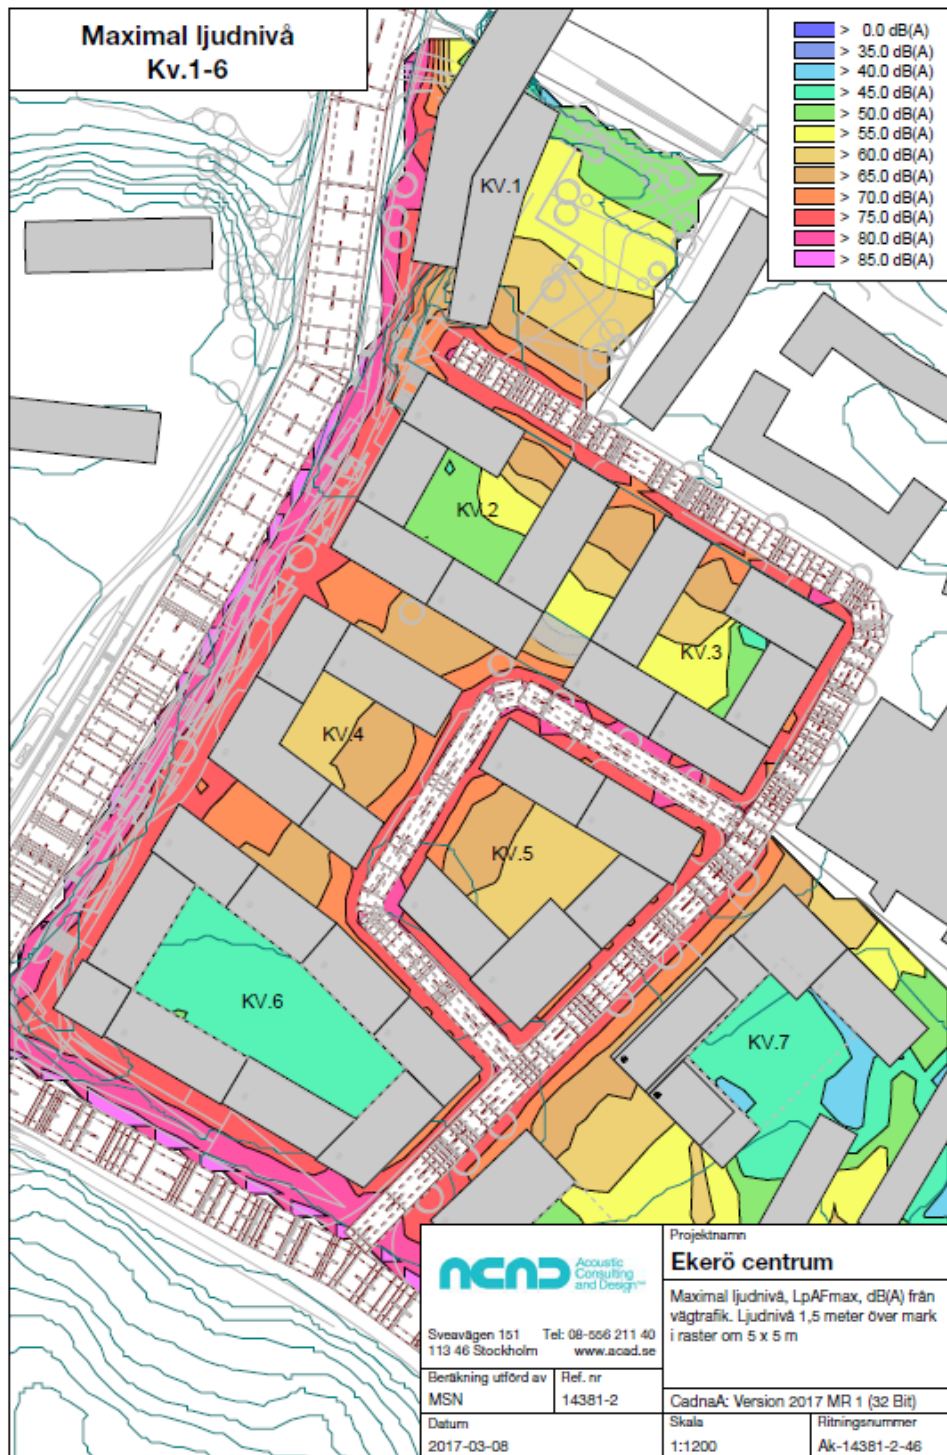 Maximal ljudnivå
Kv.1-6
> 0.0 dB(A)
> 35.0 dB(A)
> 40.0 dB(A)
> 45.0 dB(A)
> 50.0 dB(A)
> 55.0 dB(A)
> 60.0 dB(A)
> 65.0 dB(A)
> 70.0 dB(A)
> 75.0 dB(A)
> 80.0 dB(A)
> 85.0 dB(A)
KV.1
KV.2
KV.3
KV.4
KV.5
KV.6
KV.7
ACAD
Acoustic
Consulting
and Design™
Sveavägen 151 Tel: 08-556 211 40
113 46 Stockholm www.acad.se
Beräkning utförd av
MSN
Ref. nr
14381-2
Datum
2017-03-08
Projektnamn
Ekerö centrum
Maximal ljudnivå, LpAFmax, dB(A) från
vägtrafik. Ljudnivå 1,5 meter över mark
i raster om 5 x 5 m
CadnaA: Version 2017 MR 1 (32 Bit)
Skala
1:1200
Ritningsnummer
Ak-14381-2-46